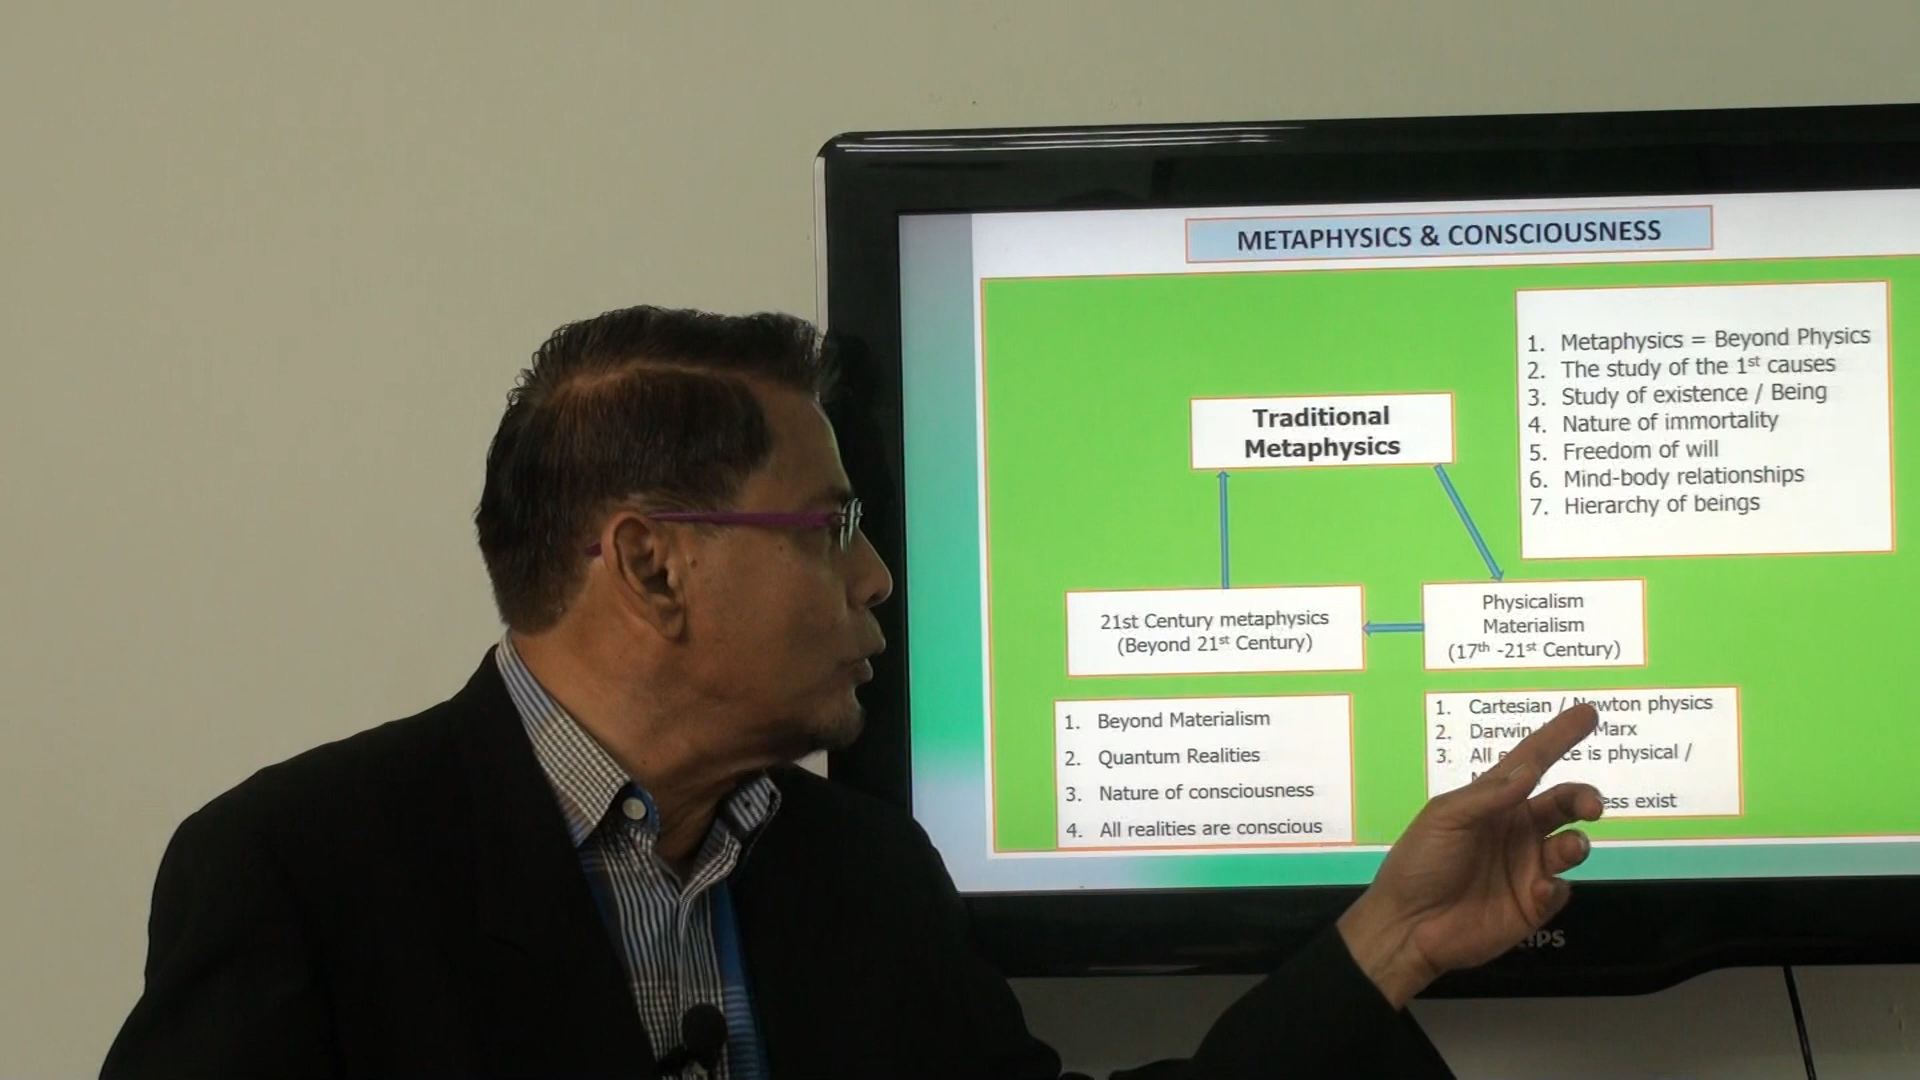 METAPHYSICS & CONSCIOUSNESS
1. Metaphysics = Beyond Physics
2. The study of the 1st causes
3. Study of existence / Being
4. Nature of immortality
5. Freedom of will
6. Mind-body relationships
7. Hierarchy of beings
Traditional
Metaphysics
21st Century metaphysics
(Beyond 21st Century)
Physicalism
Materialism
(17th -21st Century)
1. Beyond Materialism
2. Quantum Realities
3. Nature of consciousness
4. All realities are conscious
1. Cartesian / Newton physics
2. Darwin Marx
3. All is physical /
exist